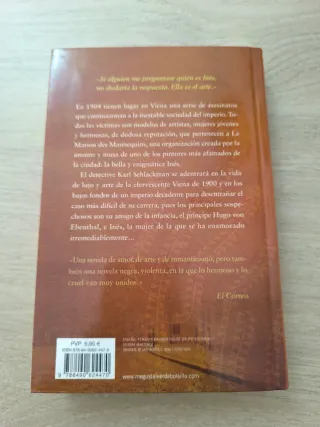 «Si alguien me preguntase quién es Inés,
no dudaría la respuesta. Ella es el arte.»
En 1904 tienen lugar en Viena una serie de asesinatos
que conmocionan a la inestable sociedad del imperio. To-
das las víctimas son modelos de artistas, mujeres jóvenes
y hermosas, de dudosa reputación, que pertenecen a La
Maison des Mannequins, una organización creada por la
amante y musa de uno de los pintores más afamados de
la ciudad: la bella y enigmática Inés.
El detective Karl Sehlackman se adentrará en la vida
de lujo y arte de la efervescente Viena de 1900 y en los
bajos fondos de un imperio decadente para desentrañar el
caso más difícil de su carrera, pues los principales sospe-
chosos son su amigo de la infancia, el príncipe Hugo von
Ebenthal, e Inés, la mujer de la que se ha enamorado
irremediablemente...
«Una novela de amor, de arte y de romanticismo, pero tam-
bién una novela negra, violenta, en la que lo hermoso y lo
cruel van muy unidos.»
El Correo
PVP 9,95 €
www.megustaleerdebolsillo.com